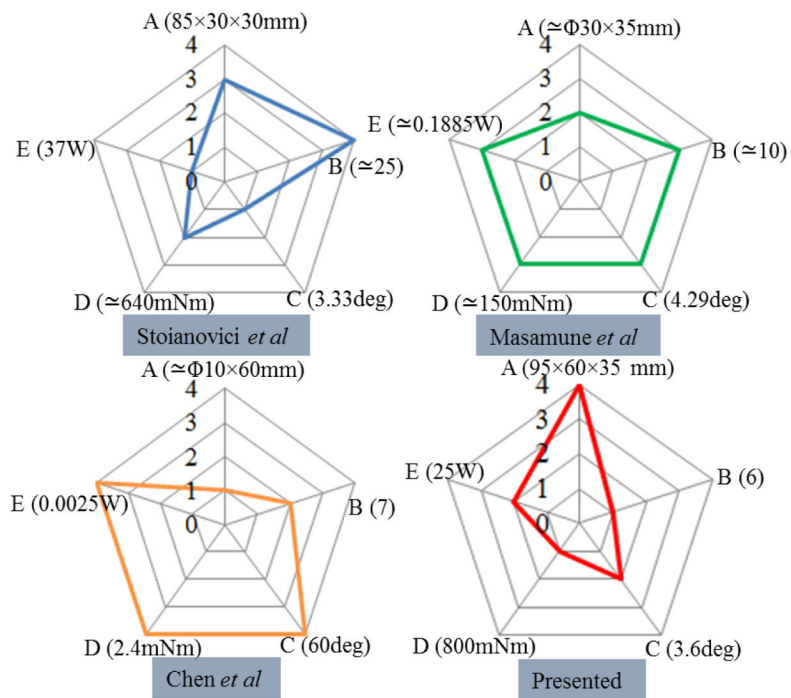 A (85×30×30mm)
4
3
2
1
0
E (37W)
B (≃25)
D (≃640mNm)
C (3.33deg)
Stoianovici et al
A (≃Φ30×35mm)
4
3
2
1
0
E (≃0.1885W)
B (≃10)
D (≃150mNm)
C (4.29deg)
Masamune et al
A (≃Φ10×60mm)
4
3
2
1
0
E (0.0025W)
B (7)
D (2.4mNm)
C (60deg)
Chen et al
A (95×60×35 mm)
4
3
2
1
0
E (25W)
B (6)
D (800mNm)
C (3.6deg)
Presented